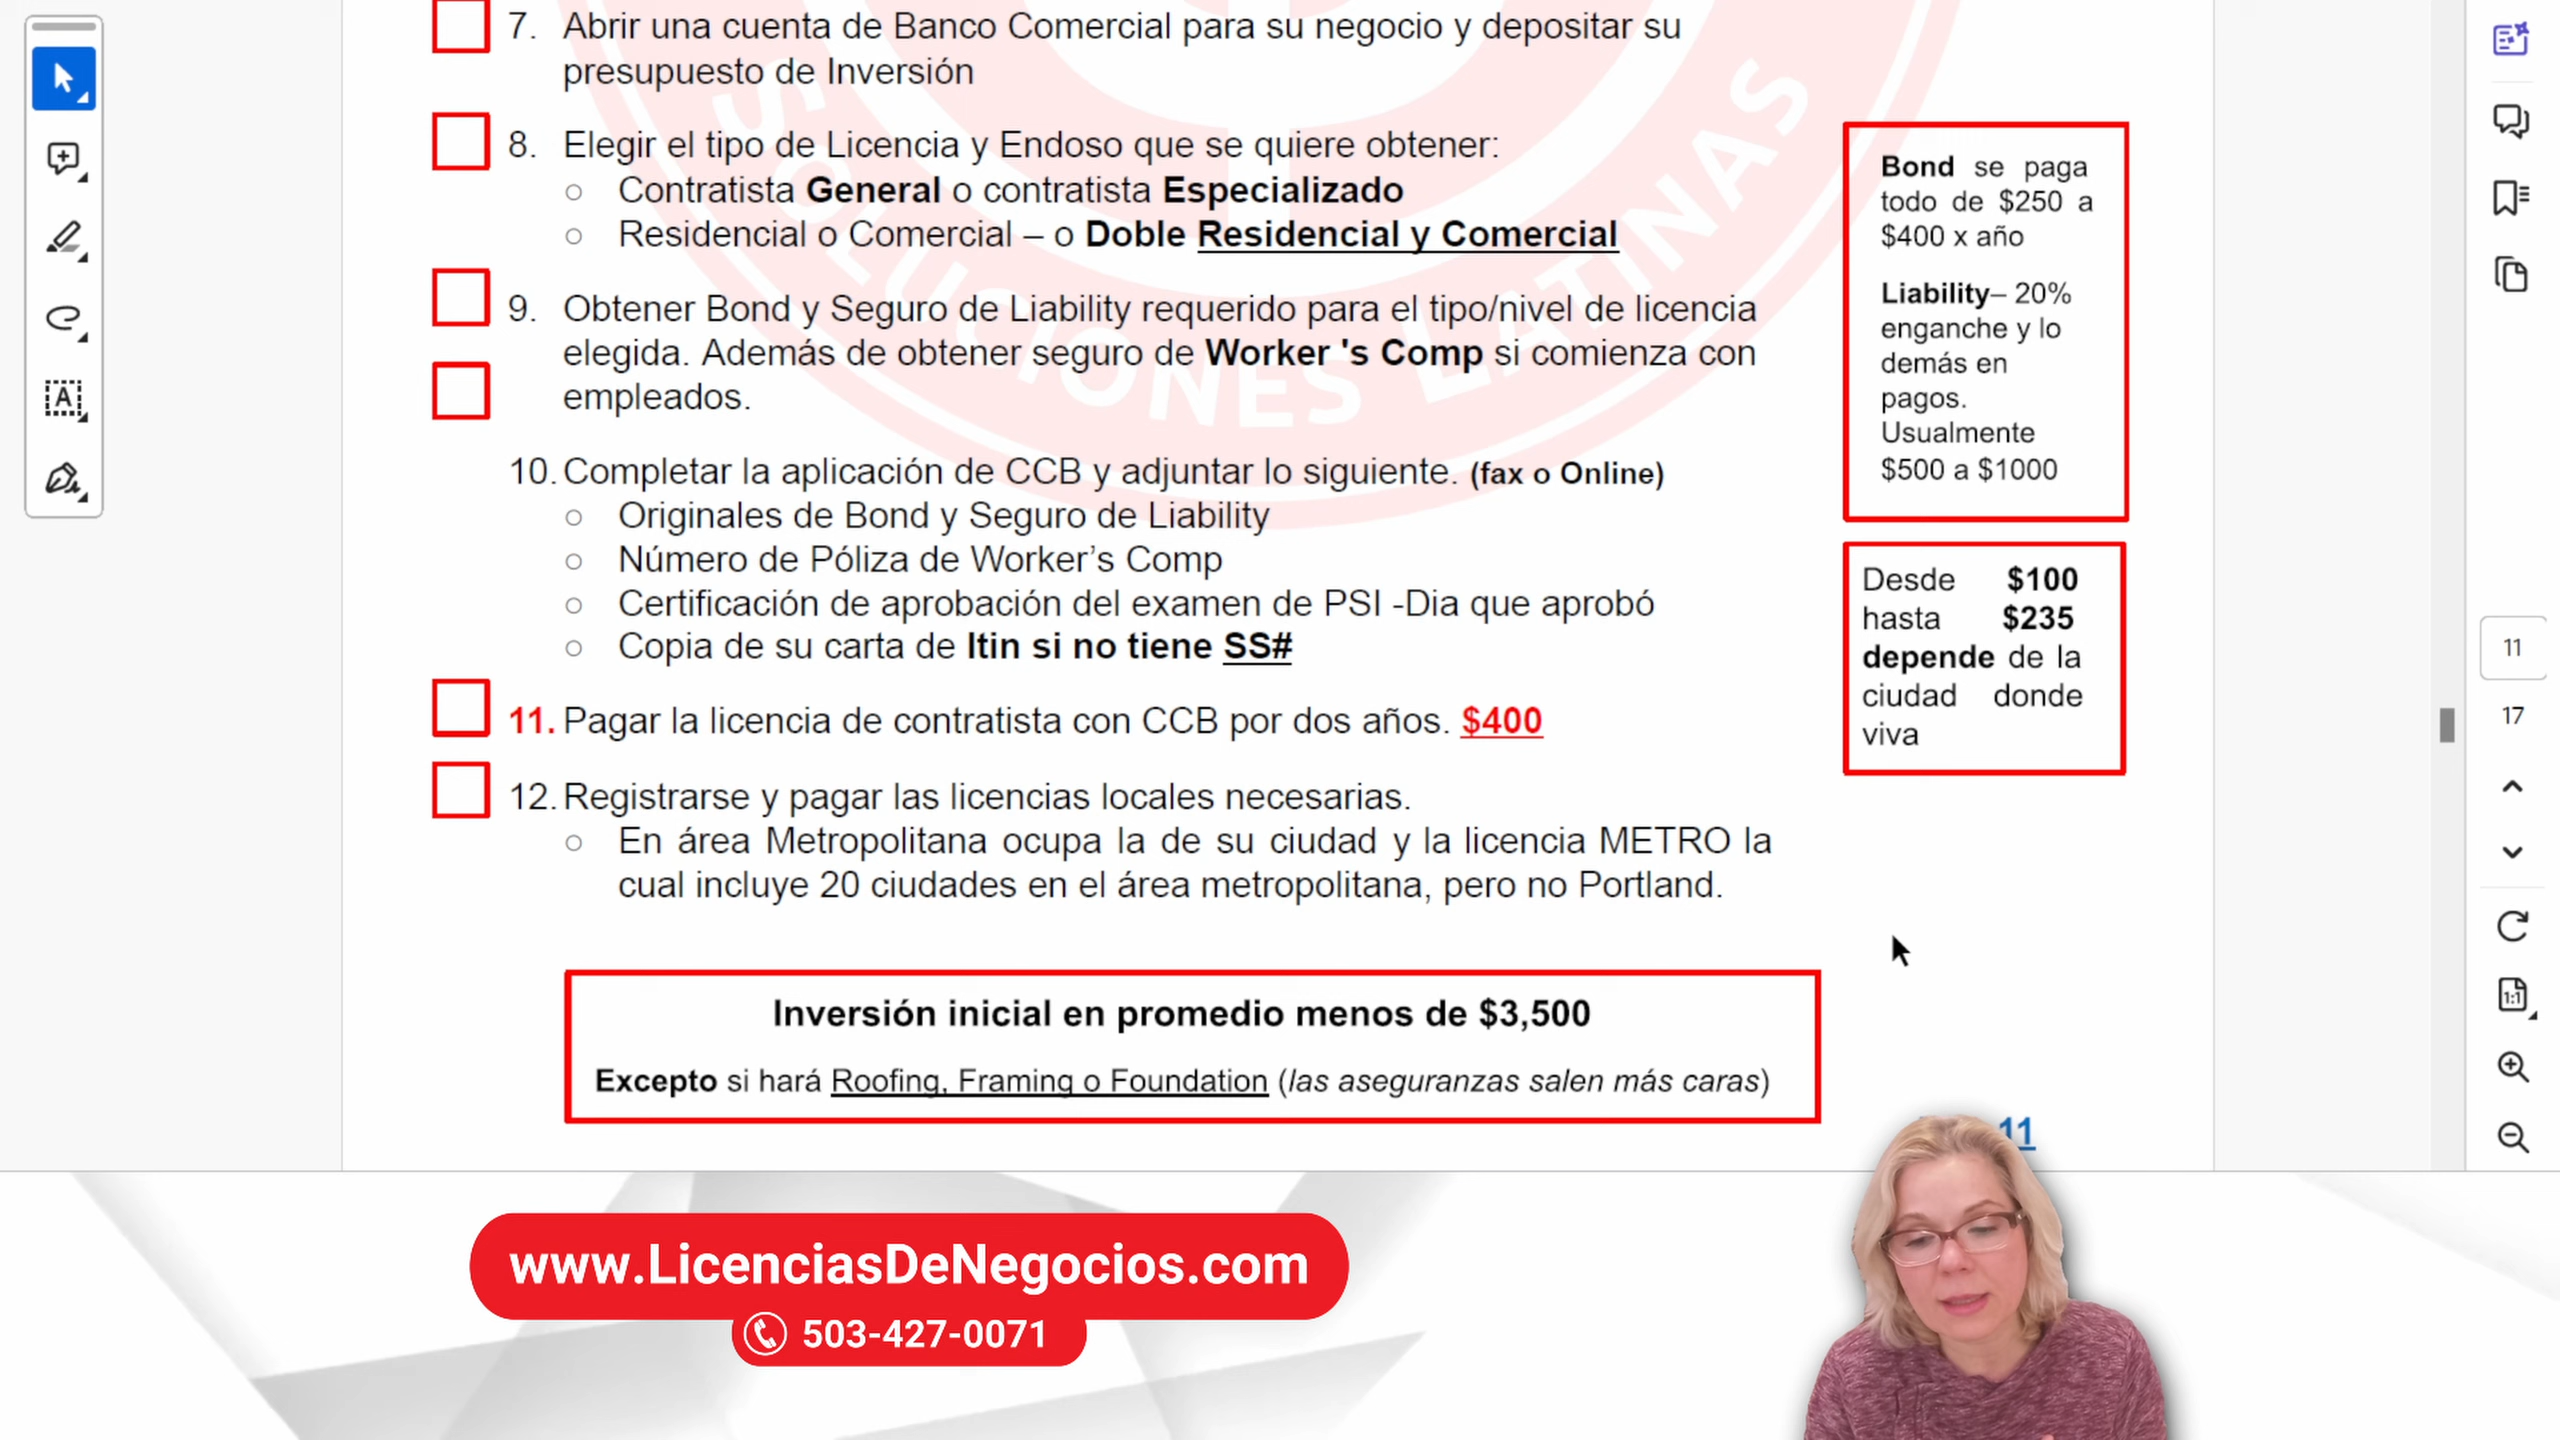 7. Abrir una cuenta de Banco Comercial para su negocio y depositar su
presupuesto de Inversión
8. Elegir el tipo de Licencia y Endoso que se quiere obtener:
○ Contratista General o contratista Especializado
○ Residencial o Comercial – o Doble Residencial y Comercial
9. Obtener Bond y Seguro de Liability requerido para el tipo/nivel de licencia
elegida. Además de obtener seguro de Worker 's Comp si comienza con
empleados.
10. Completar la aplicación de CCB y adjuntar lo siguiente. (fax o Online)
○ Originales de Bond y Seguro de Liability
○ Número de Póliza de Worker’s Comp
○ Certificación de aprobación del examen de PSI -Dia que aprobó
○ Copia de su carta de Itin si no tiene SS#
11. Pagar la licencia de contratista con CCB por dos años. $400
12. Registrarse y pagar las licencias locales necesarias.
○ En área Metropolitana ocupa la de su ciudad y la licencia METRO la
cual incluye 20 ciudades en el área metropolitana, pero no Portland.
Bond se paga
todo de $250 a
$400 x año
Liability– 20%
enganche y lo
demás en
pagos.
Usualmente
$500 a $1000
Desde $100
hasta $235
depende de la
ciudad donde
viva
Inversión inicial en promedio menos de $3,500
Excepto si hará Roofing, Framing o Foundation (las aseguranzas salen más caras)
11
SOLUCIONES LATINAS
11
17
1:1
A
www.LicenciasDeNegocios.com
503-427-0071